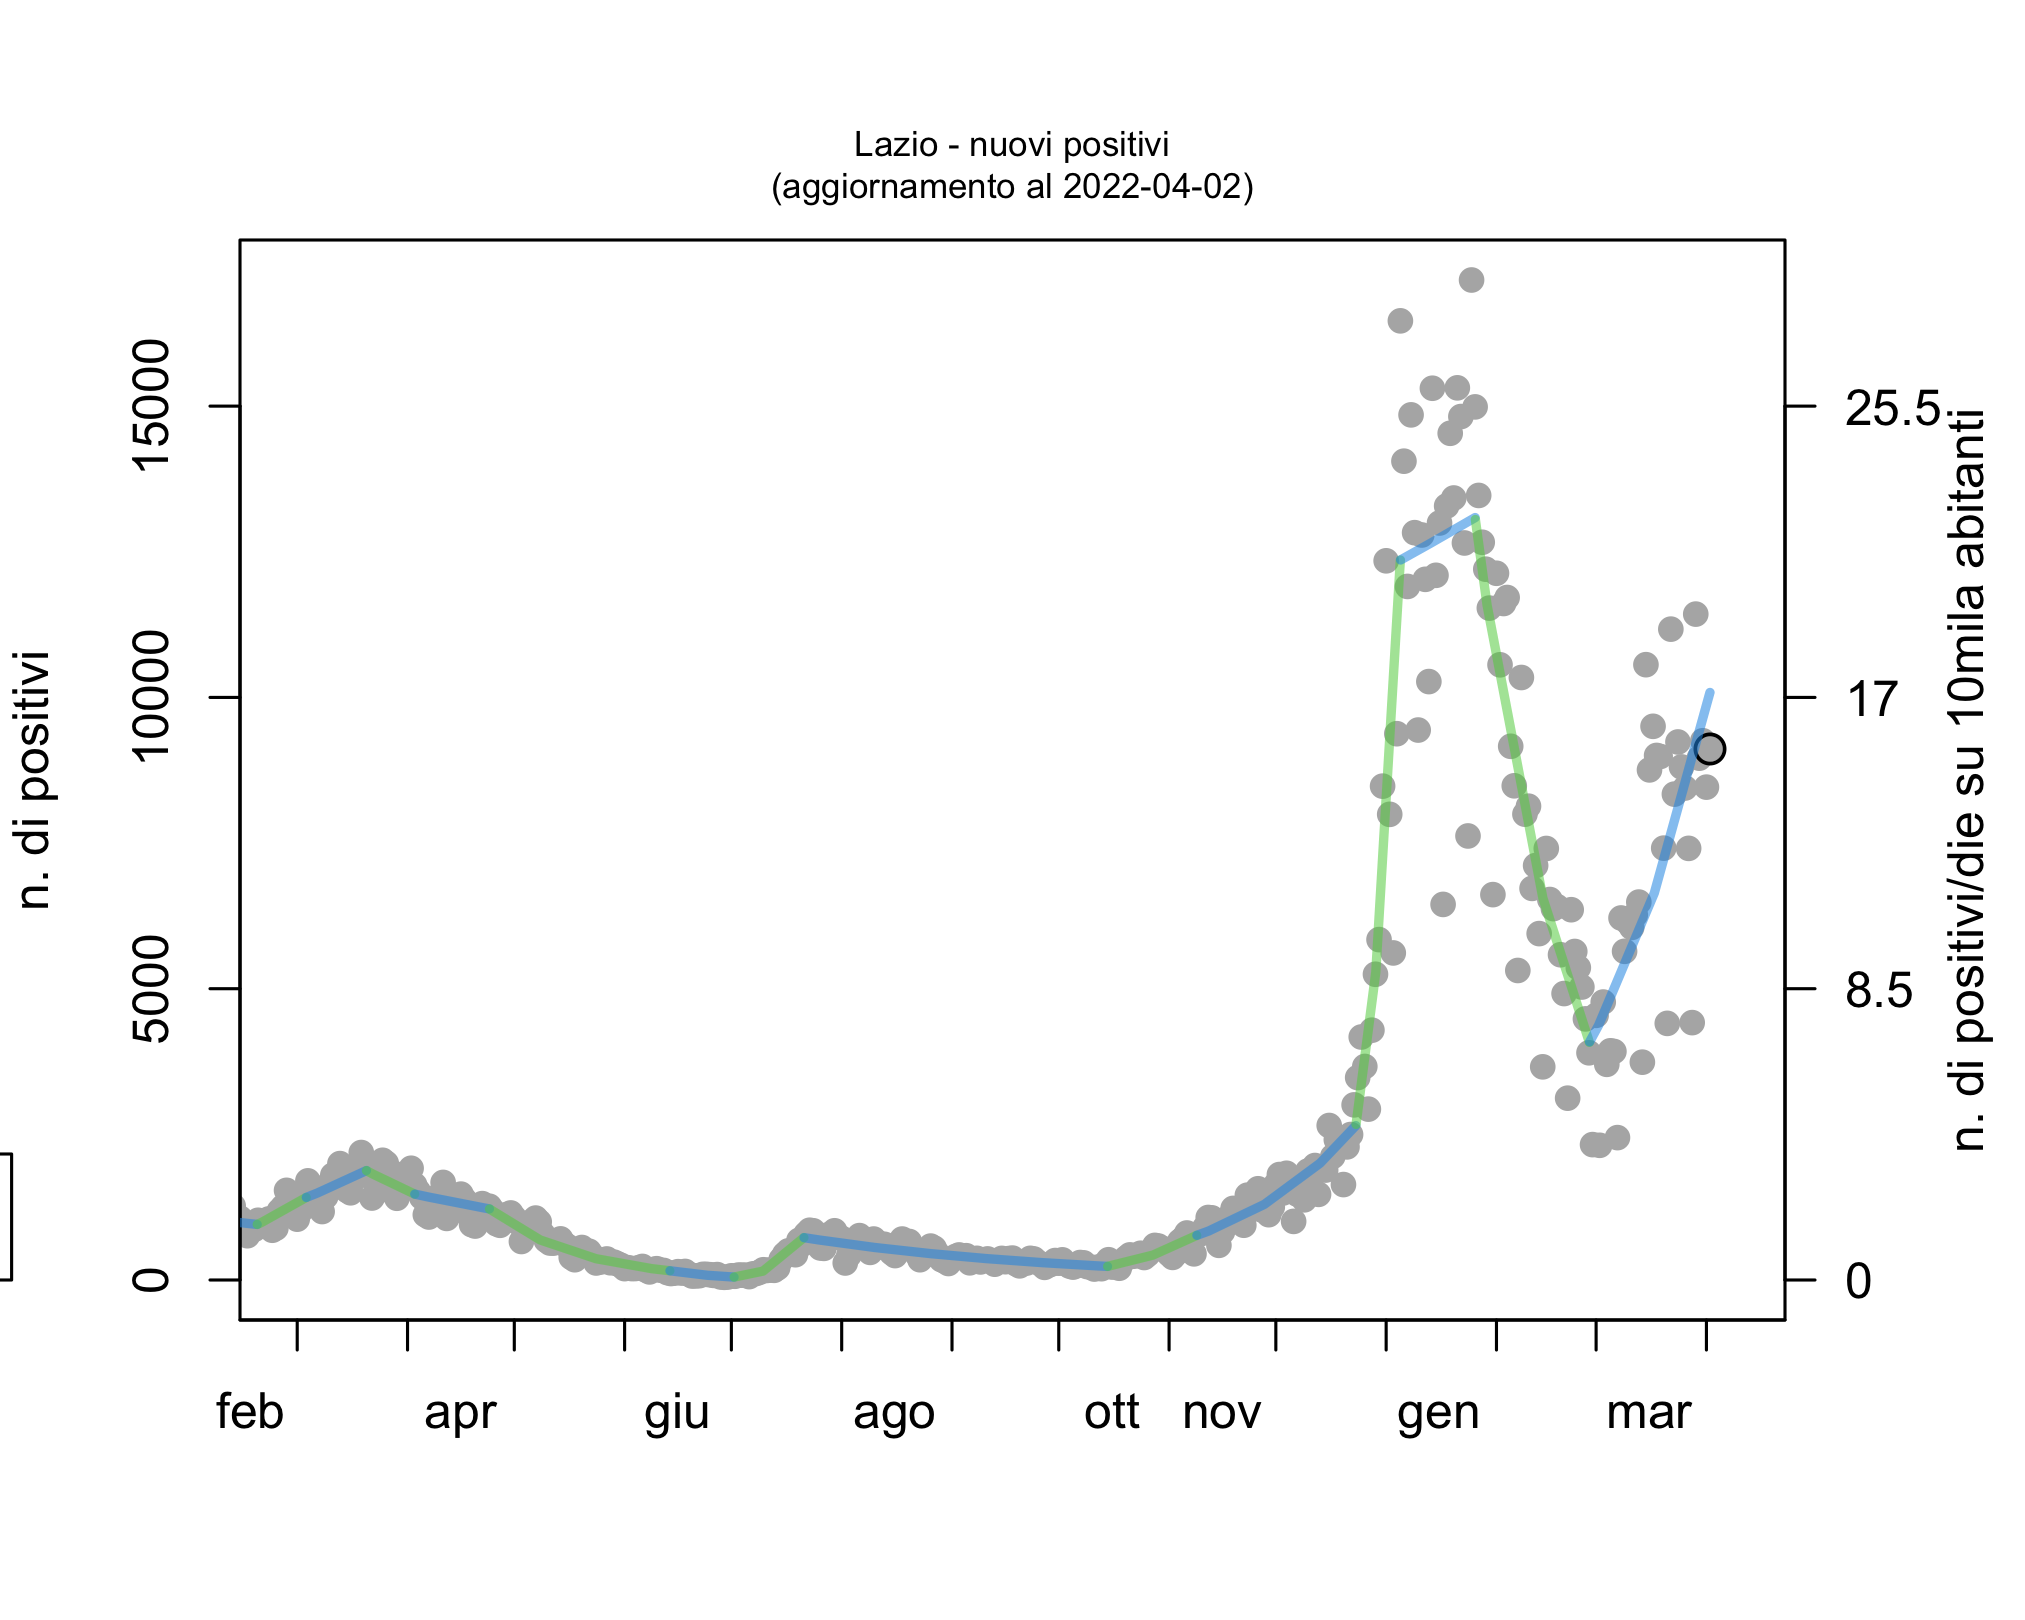 Lazio - nuovi positivi
(aggiornamento al 2022-04-02)
n. di positivi
15000
10000
5000
0
25.5
17
8.5
0
n. di positivi/die su 10mila abitanti
feb apr giu ago ott nov gen mar